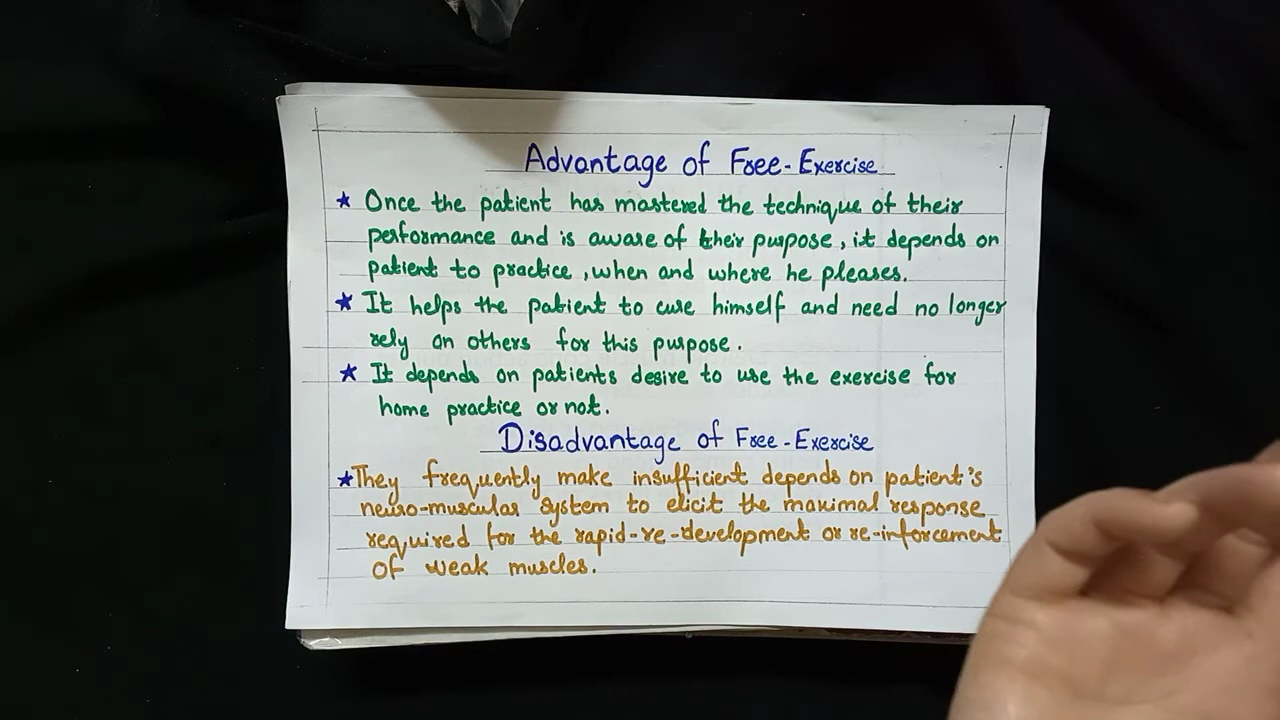 Advantage of Free-Exercise
★ Once the patient has mastered the technique of their
performance and is aware of their purpose, it depends on
patient to practice, when and where he pleases.
★ It helps the patient to cure himself and need no longer
rely on others for this purpose.
★ It depends on patients desire to use the exercise for
home practice or not.
Disadvantage of Free-Exercise
★ They frequently make insufficient depends on patient's
neuro-muscular system to elicit the maximal response
required for the rapid-re-development or re-inforcement
of weak muscles.